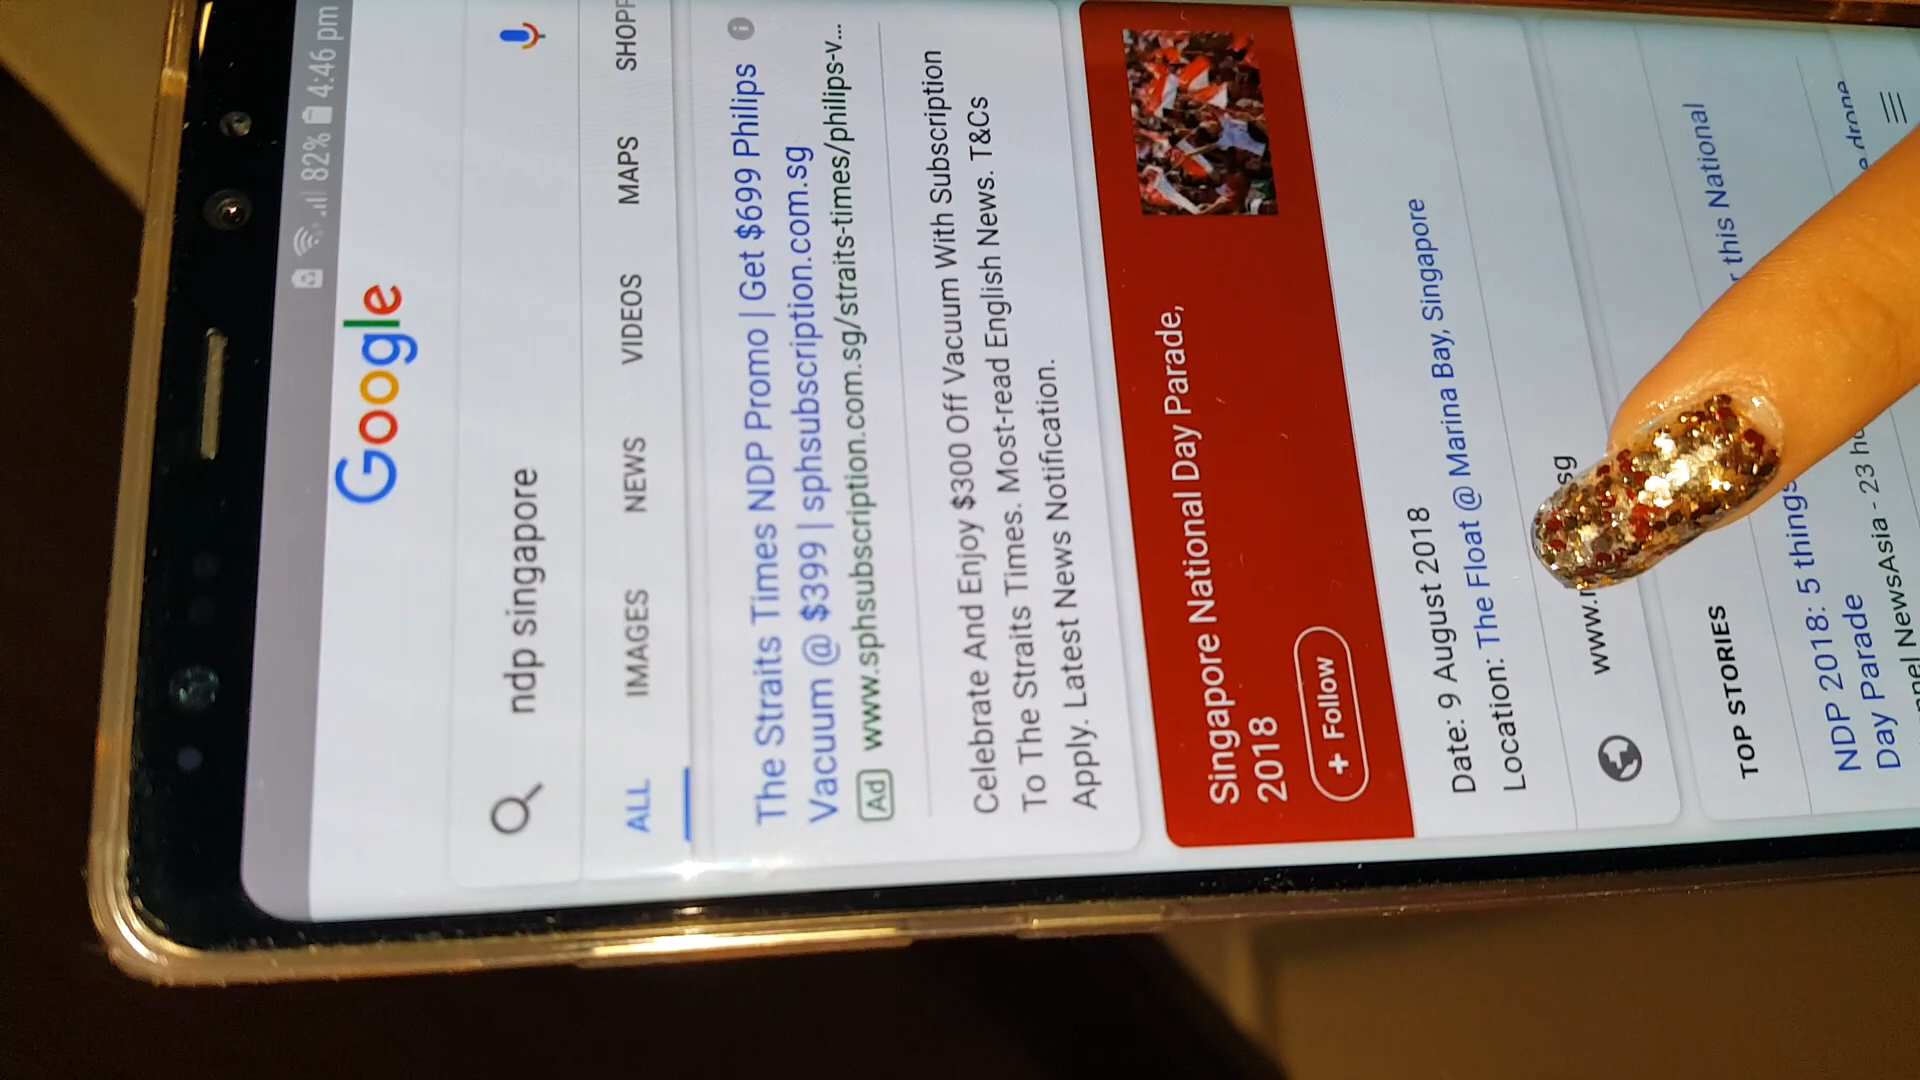 82% 4:46 pm
Google
ndp singapore
ALL IMAGES NEWS VIDEOS MAPS
The Straits Times NDP Promo | Get $699 Philips
Vacuum @ $399 | sphsubscription.com.sg
Ad www.sphsubscription.com.sg/straits-times/philips-v...
Celebrate And Enjoy $300 Off Vacuum With Subscription
To The Straits Times. Most-read English News. T&Cs
Apply. Latest News Notification.
Singapore National Day Parade,
2018
+ Follow
Date: 9 August 2018
Location: The Float @ Marina Bay, Singapore
www. sg
TOP STORIES
NDP 2018: 5 things this National
Day Parade drone
NewsAsia - 23